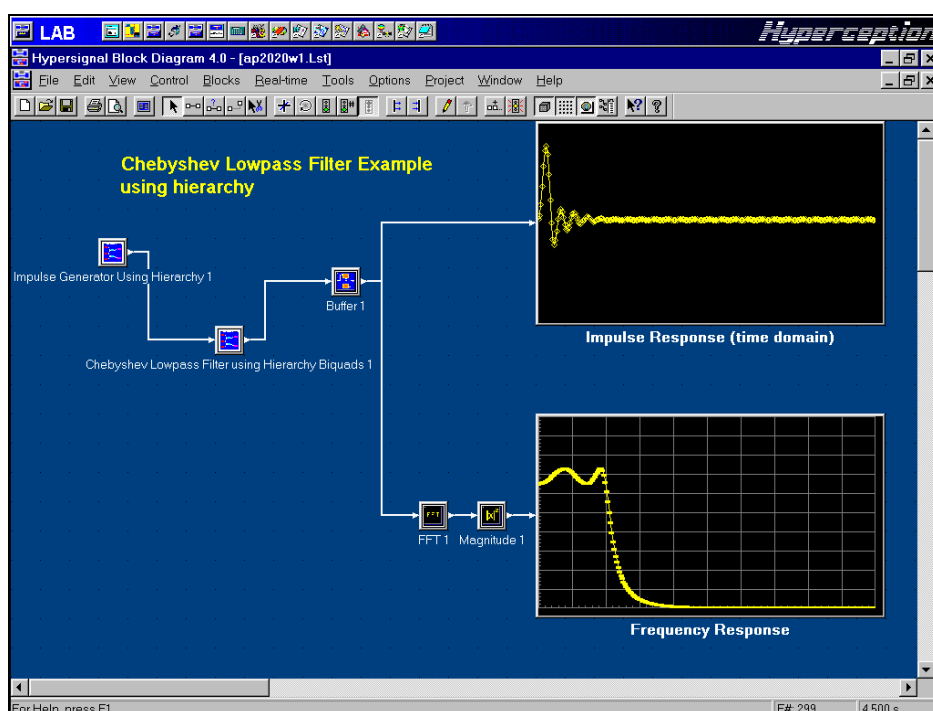 LAB
Hyperception
Hypersignal Block Diagram 4.0 - [ap2020w1.Lst]
File Edit View Control Blocks Real-time Tools Options Project Window Help
Chebyshev Lowpass Filter Example
using hierarchy
Impulse Generator Using Hierarchy 1
Buffer 1
Impulse Response (time domain)
Chebyshev Lowpass Filter using Hierarchy Biquads 1
FFT
FFT 1
Magnitude 1
Frequency Response
For Help, press F1
F#: 299
4.500 s